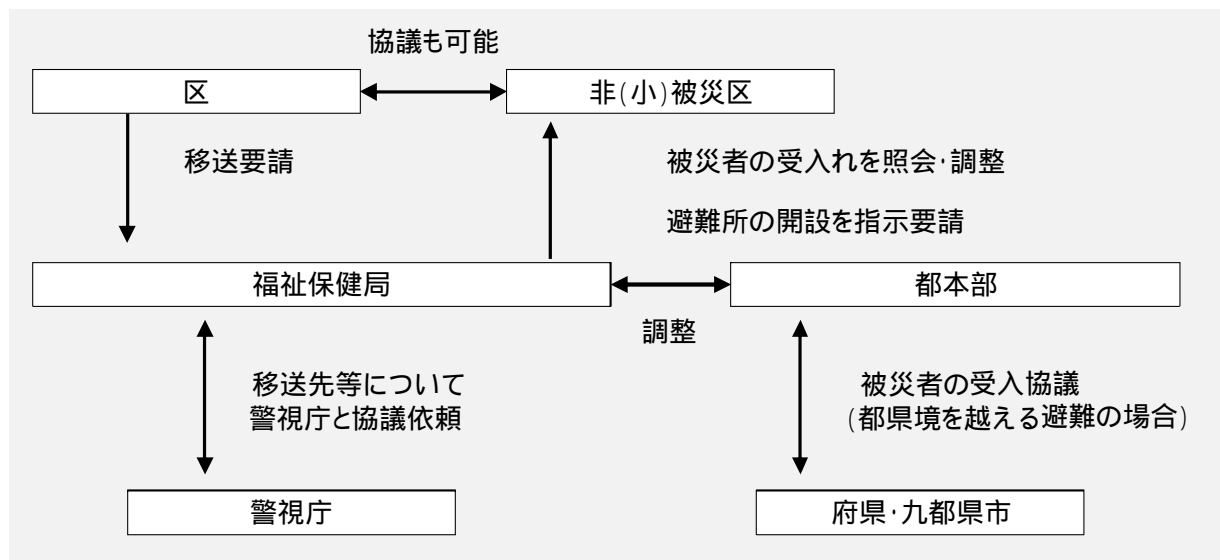 協議も可能
区
非(小)被災区
移送要請
被災者の受入れを照会・調整
避難所の開設を指示要請
福祉保健局
都本部
調整
移送先等について
警視庁と協議依頼
被災者の受入協議
(都県境を越える避難の場合)
警視庁
府県・九都県市